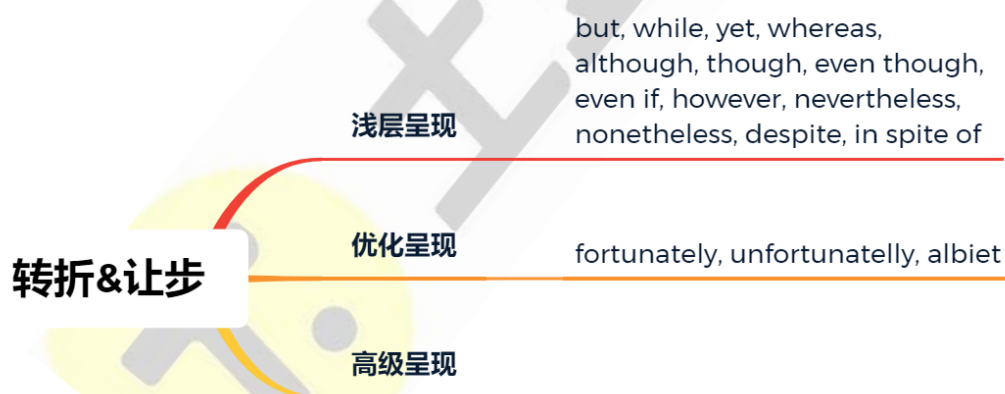 but, while, yet, whereas,
although, though, even though,
even if, however, nevertheless,
nonetheless, despite, in spite of
浅层呈现
优化呈现
fortunately, unfortunatelly, albiet
转折&让步
高级呈现